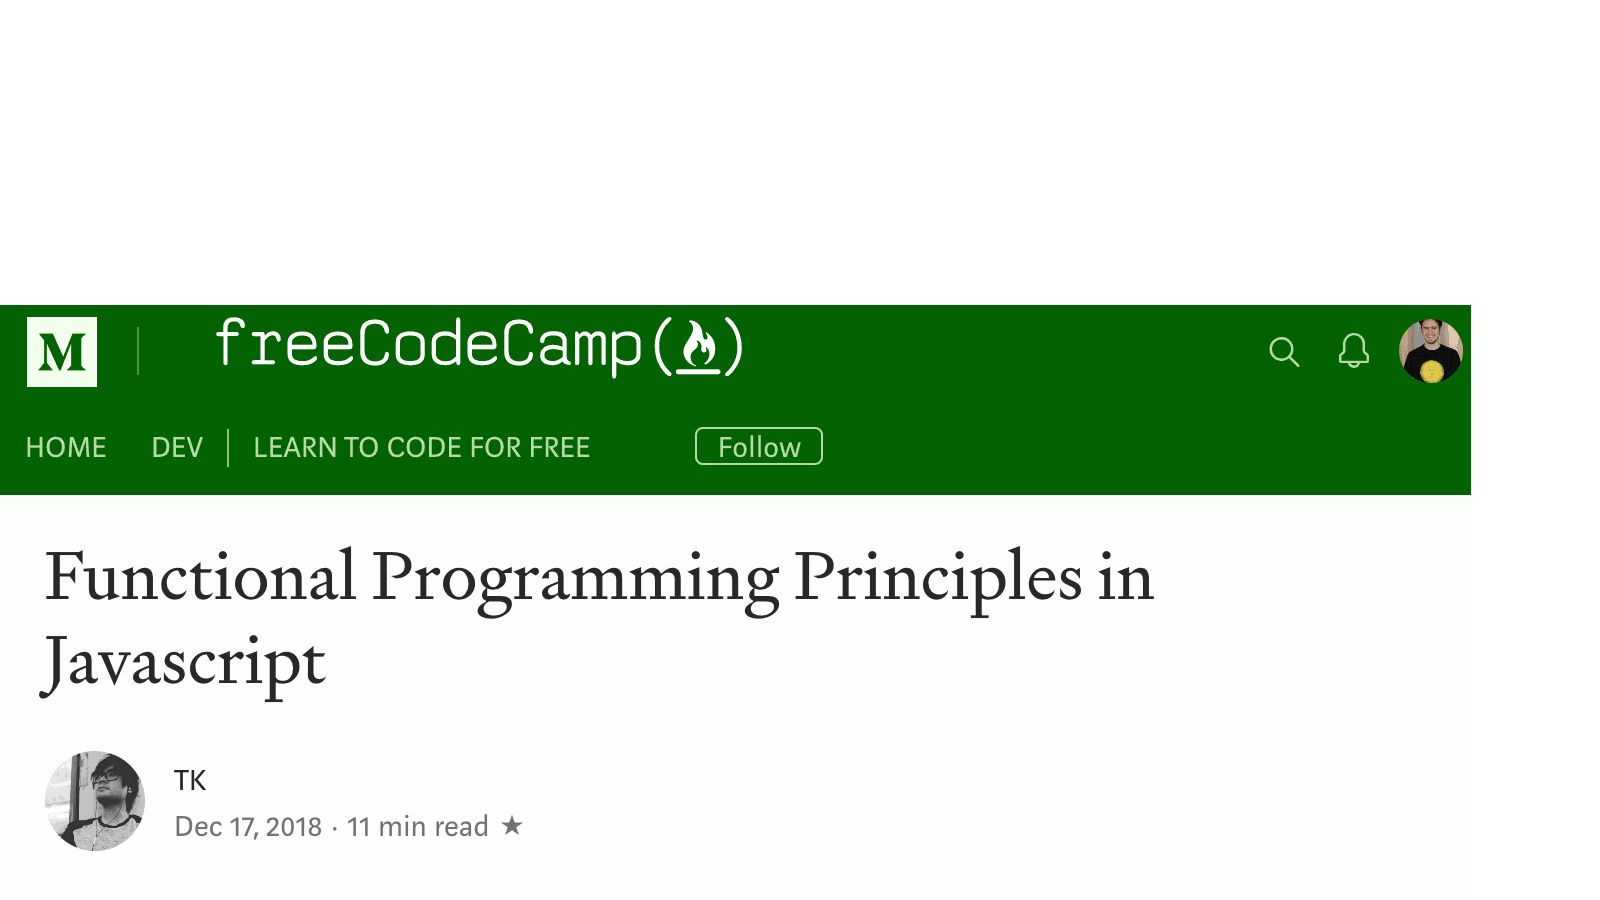 M
freeCodeCamp()
HOME DEV LEARN TO CODE FOR FREE Follow
Functional Programming Principles in
Javascript
TK
Dec 17, 2018 · 11 min read ★